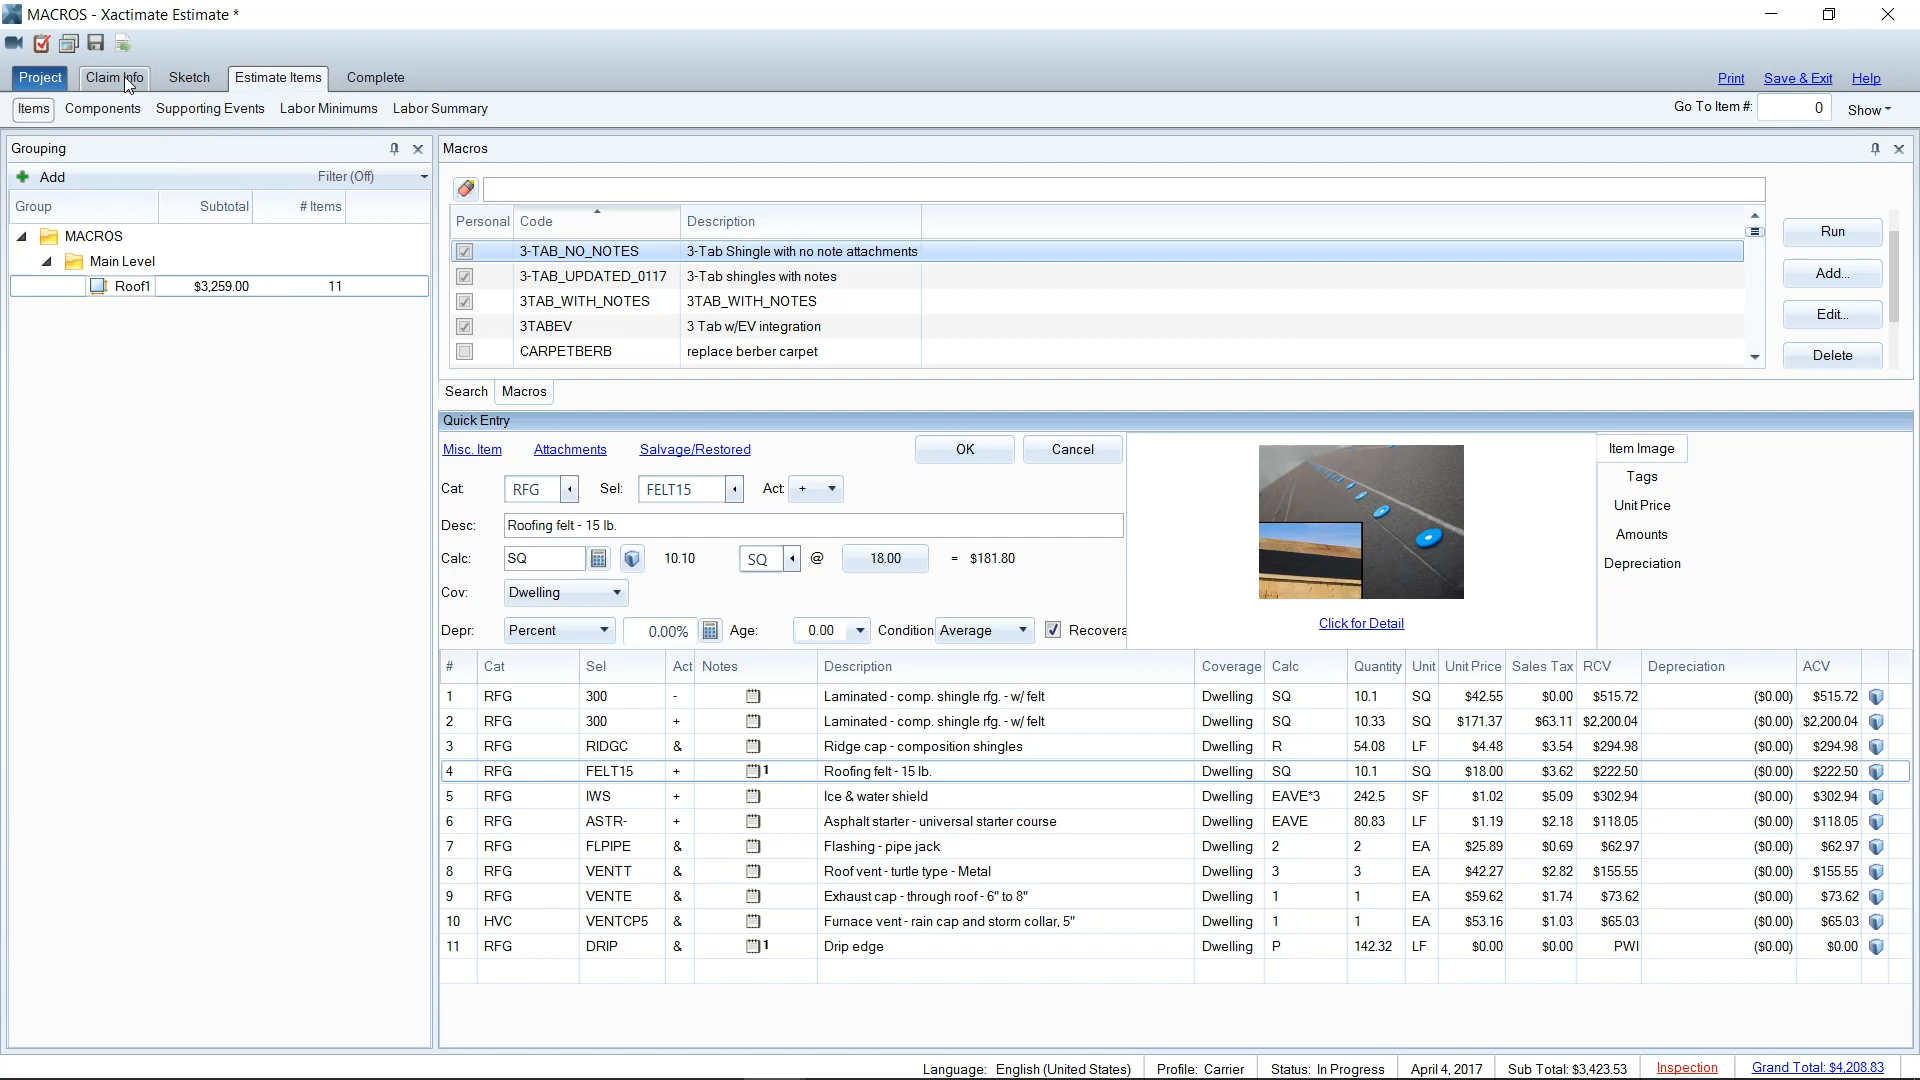 MACROS - Xactimate Estimate *
Project Claim Info Sketch Estimate Items Complete Print Save & Exit Help
Items Components Supporting Events Labor Minimums Labor Summary Go To Item #: 0 Show
Grouping
Add Filter (Off)
Group Subtotal # Items
MACROS
Main Level
Roof1 $3,259.00 11
Macros
Personal Code Description
3-TAB_NO_NOTES 3-Tab Shingle with no note attachments
3-TAB_UPDATED_0117 3-Tab shingles with notes
3TAB_WITH_NOTES 3TAB_WITH_NOTES
3TABEV 3 Tab w/EV integration
CARPETBERB replace berber carpet
Run
Add...
Edit...
Delete
Search Macros
Quick Entry
Misc. Item Attachments Salvage/Restored OK Cancel
Cat: RFG Sel: FELT15 Act: +
Desc: Roofing felt - 15 lb.
Calc: SQ 10.10 SQ @ 18.00 = $181.80
Cov: Dwelling
Depr: Percent 0.00% Age: 0.00 Condition Average Recovera
Click for Detail
Item Image
Tags
Unit Price
Amounts
Depreciation
# Cat Sel Act Notes Description Coverage Calc Quantity Unit Unit Price Sales Tax RCV Depreciation ACV
1 RFG 300 - Laminated - comp. shingle rfg. - w/ felt Dwelling SQ 10.1 SQ $42.55 $0.00 $515.72 ($0.00) $515.72
2 RFG 300 + Laminated - comp. shingle rfg. - w/ felt Dwelling SQ 10.33 SQ $171.37 $63.11 $2,200.04 ($0.00) $2,200.04
3 RFG RIDGC & Ridge cap - composition shingles Dwelling R 54.08 LF $4.48 $3.54 $294.98 ($0.00) $294.98
4 RFG FELT15 + 1 Roofing felt - 15 lb. Dwelling SQ 10.1 SQ $18.00 $3.62 $222.50 ($0.00) $222.50
5 RFG IWS + Ice & water shield Dwelling EAVE*3 242.5 SF $1.02 $5.09 $302.94 ($0.00) $302.94
6 RFG ASTR- + Asphalt starter - universal starter course Dwelling EAVE 80.83 LF $1.19 $2.18 $118.05 ($0.00) $118.05
7 RFG FLPIPE & Flashing - pipe jack Dwelling 2 2 EA $25.89 $0.69 $62.97 ($0.00) $62.97
8 RFG VENTT & Roof vent - turtle type - Metal Dwelling 3 3 EA $42.27 $2.82 $155.55 ($0.00) $155.55
9 RFG VENTE & Exhaust cap - through roof - 6" to 8" Dwelling 1 1 EA $59.62 $1.74 $73.62 ($0.00) $73.62
10 HVC VENTCP5 & Furnace vent - rain cap and storm collar, 5" Dwelling 1 1 EA $53.16 $1.03 $65.03 ($0.00) $65.03
11 RFG DRIP & 1 Drip edge Dwelling P 142.32 LF $0.00 $0.00 PWI ($0.00) $0.00
Language: English (United States) Profile: Carrier Status: In Progress April 4, 2017 Sub Total: $3,423.53 Inspection Grand Total: $4,208.83